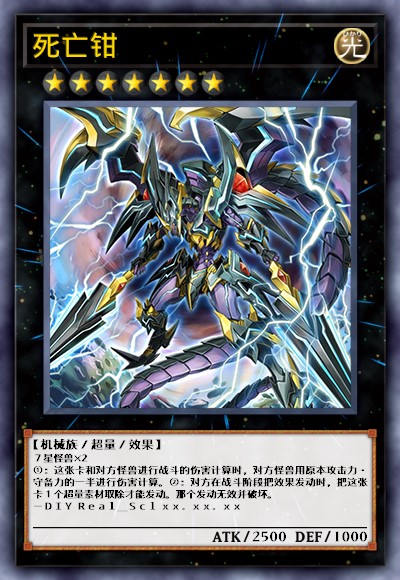 死亡钳
光
【机械族／超量／效果】
７星怪兽×2
①：这张卡和对方怪兽进行战斗的伤害计算时，对方怪兽用原本攻击力·
守备力的一半进行伤害计算。②：对方在战斗阶段把效果发动时，把这张
卡１个超量素材取除才能发动。那个发动无效并破坏。
－ＤＩＹ Ｒｅａｌ＿Ｓｃｌ ｘｘ．ｘｘ．ｘｘ
ATK/2500 DEF/1000